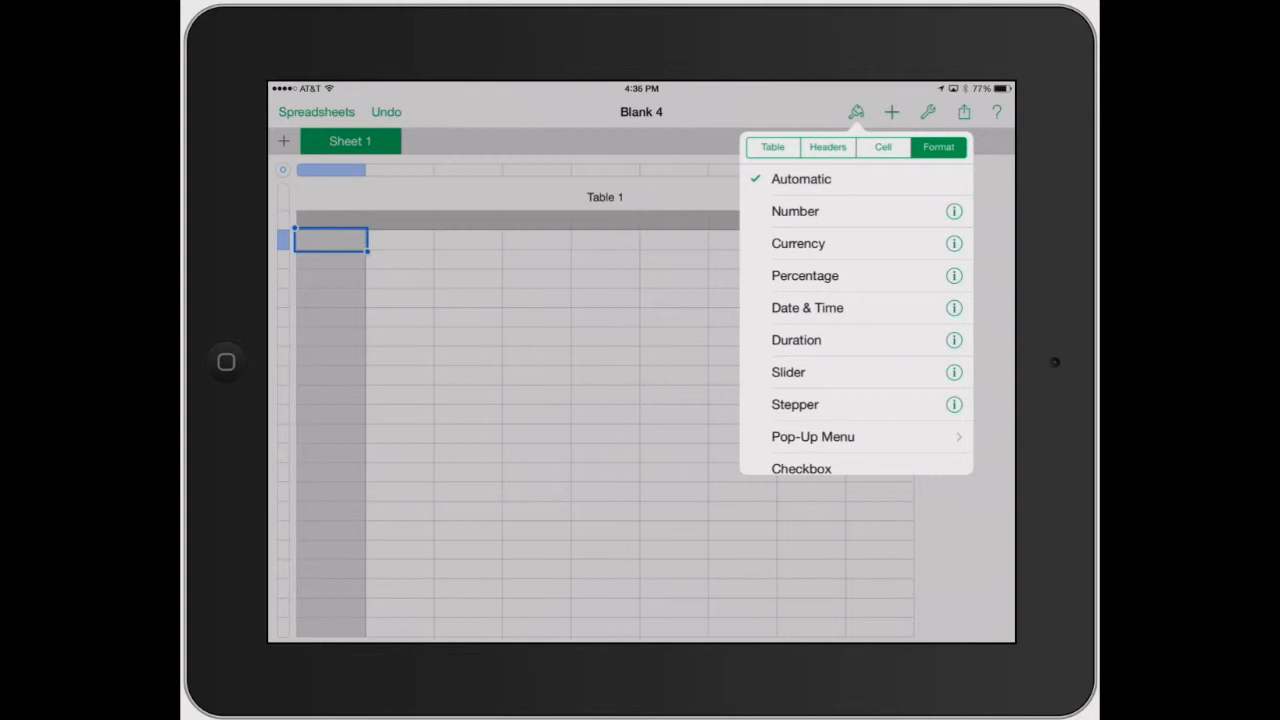 AT&T 4:36 PM 77%
Spreadsheets Undo Blank 4 ?
Sheet 1
Table Headers Cell Format
Automatic
Table 1
Number
Currency
Percentage
Date & Time
Duration
Slider
Stepper
Pop-Up Menu
Checkbox